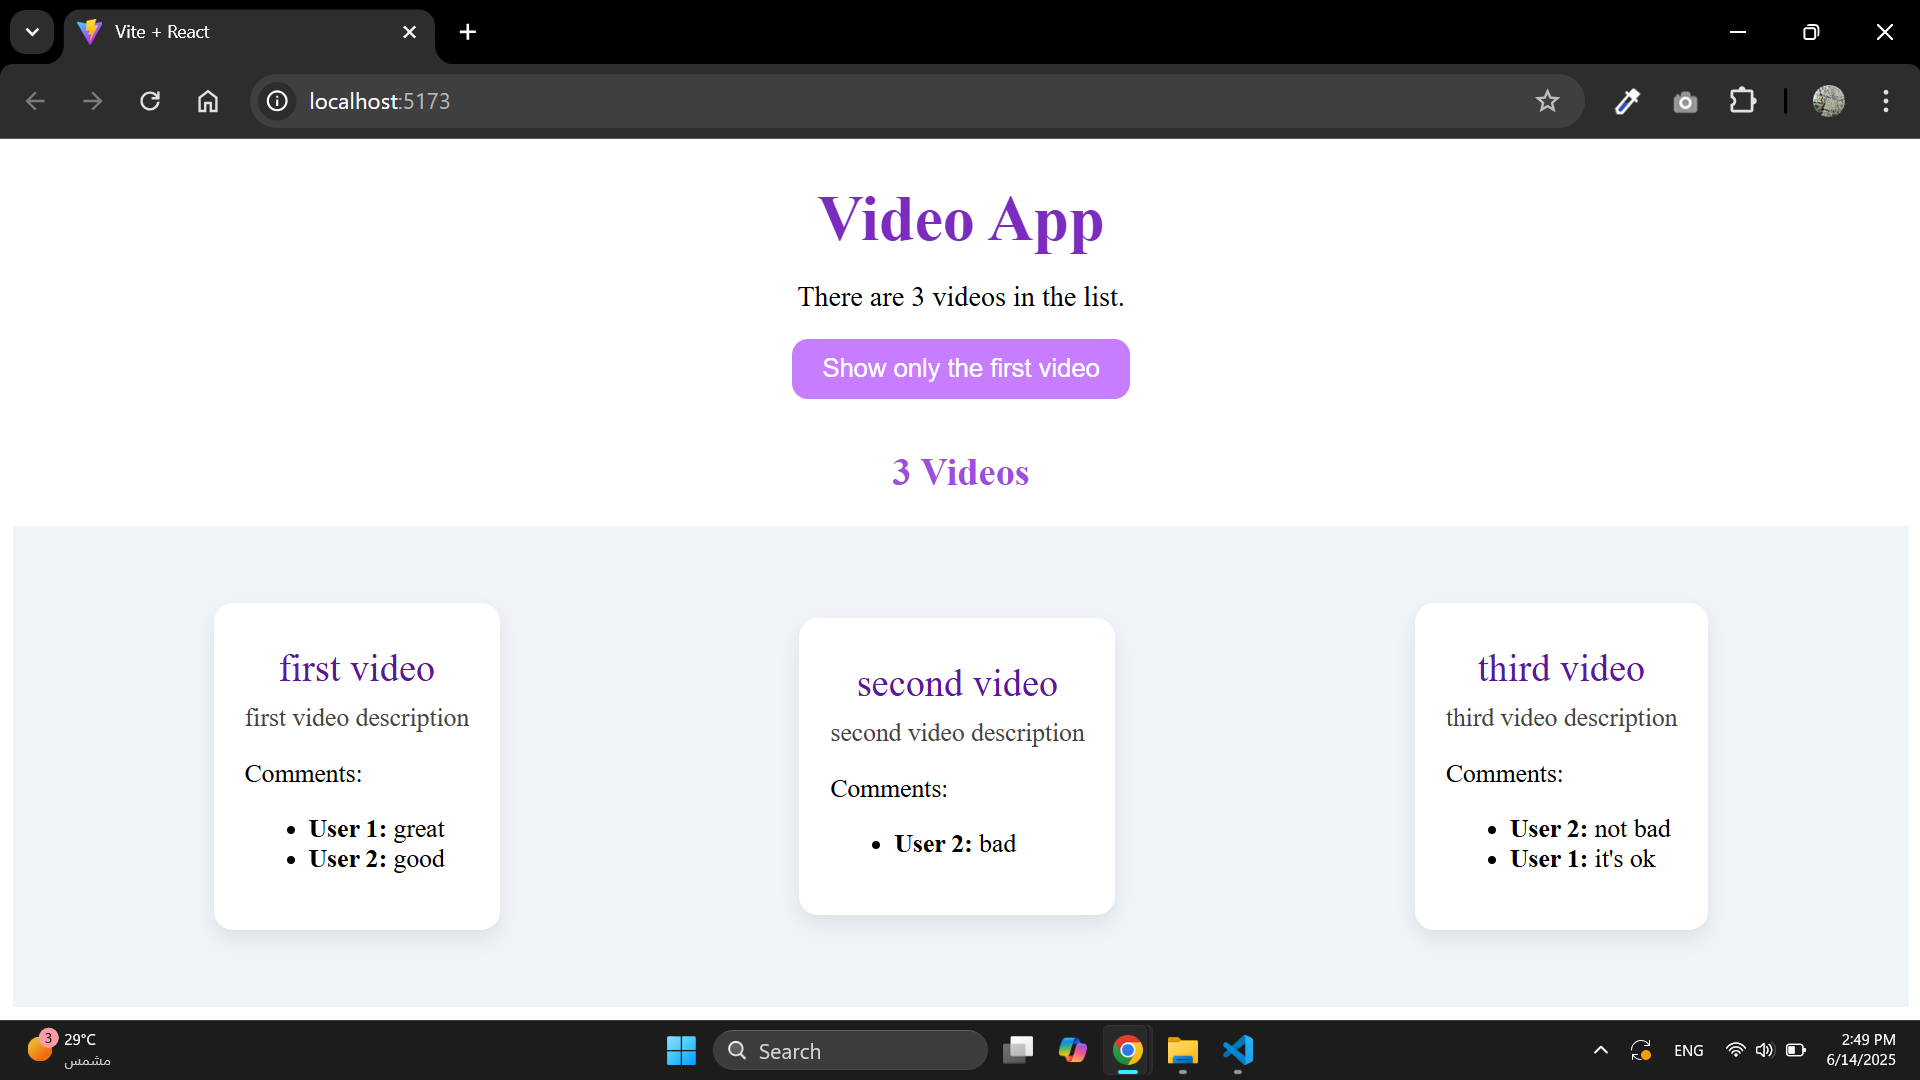 Vite + React
localhost:5173
Video App
There are 3 videos in the list.
Show only the first video
3 Videos
first video
first video description
Comments:
User 1: great
User 2: good
second video
second video description
Comments:
User 2: bad
third video
third video description
Comments:
User 2: not bad
User 1: it's ok
3
29°C
مشمس
Search
ENG
2:49 PM
6/14/2025